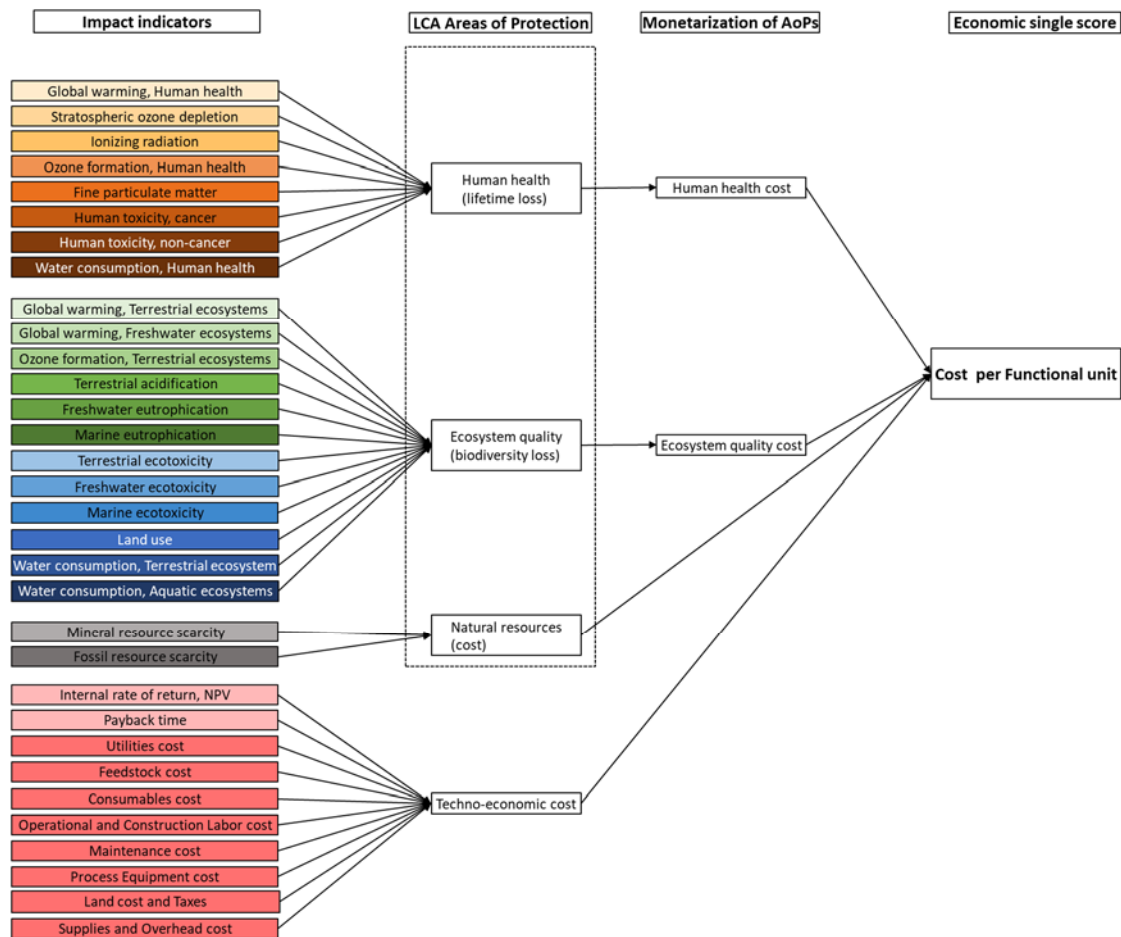 Impact indicators
LCA Areas of Protection
Monetarization of AoPs
Economic single score
Global warming, Human health
Stratospheric ozone depletion
Ionizing radiation
Ozone formation, Human health
Fine particulate matter
Human toxicity, cancer
Human toxicity, non-cancer
Water consumption, Human health
Human health
(lifetime loss)
Human health cost
Global warming, Terrestrial ecosystems
Global warming, Freshwater ecosystems
Ozone formation, Terrestrial ecosystems
Terrestrial acidification
Freshwater eutrophication
Marine eutrophication
Terrestrial ecotoxicity
Freshwater ecotoxicity
Marine ecotoxicity
Land use
Water consumption, Terrestrial ecosystem
Water consumption, Aquatic ecosystems
Ecosystem quality
(biodiversity loss)
Ecosystem quality cost
Cost per Functional unit
Mineral resource scarcity
Fossil resource scarcity
Natural resources
(cost)
Internal rate of return, NPV
Payback time
Utilities cost
Feedstock cost
Consumables cost
Operational and Construction Labor cost
Maintenance cost
Process Equipment cost
Land cost and Taxes
Supplies and Overhead cost
Techno-economic cost